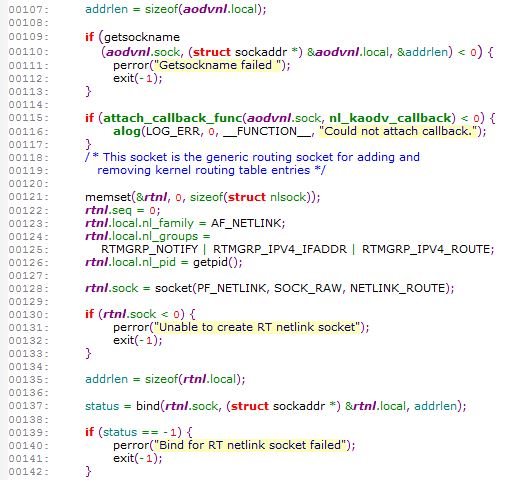 00107: addrlen = sizeof(aodvnl.local);
00108:
00109: if (getsockname
00110: (aodvnl.sock, (struct sockaddr *) &aodvnl.local, &addrlen) < 0) {
00111: perror("Getsockname failed ");
00112: exit(-1);
00113: }
00114:
00115: if (attach_callback_func(aodvnl.sock, nl_kaodv_callback) < 0) {
00116: alog(LOG_ERR, 0, __FUNCTION__, "Could not attach callback.");
00117: }
00118: /* This socket is the generic routing socket for adding and
00119: removing kernel routing table entries */
00120:
00121: memset(&rtnl, 0, sizeof(struct nlsock));
00122: rtnl.seq = 0;
00123: rtnl.local.nl_family = AF_NETLINK;
00124: rtnl.local.nl_groups =
00125: RTMGRP_NOTIFY | RTMGRP_IPV4_IFADDR | RTMGRP_IPV4_ROUTE;
00126: rtnl.local.nl_pid = getpid();
00127:
00128: rtnl.sock = socket(PF_NETLINK, SOCK_RAW, NETLINK_ROUTE);
00129:
00130: if (rtnl.sock < 0) {
00131: perror("Unable to create RT netlink socket");
00132: exit(-1);
00133: }
00134:
00135: addrlen = sizeof(rtnl.local);
00136:
00137: status = bind(rtnl.sock, (struct sockaddr *) &rtnl.local, addrlen);
00138:
00139: if (status == -1) {
00140: perror("Bind for RT netlink socket failed");
00141: exit(-1);
00142: }